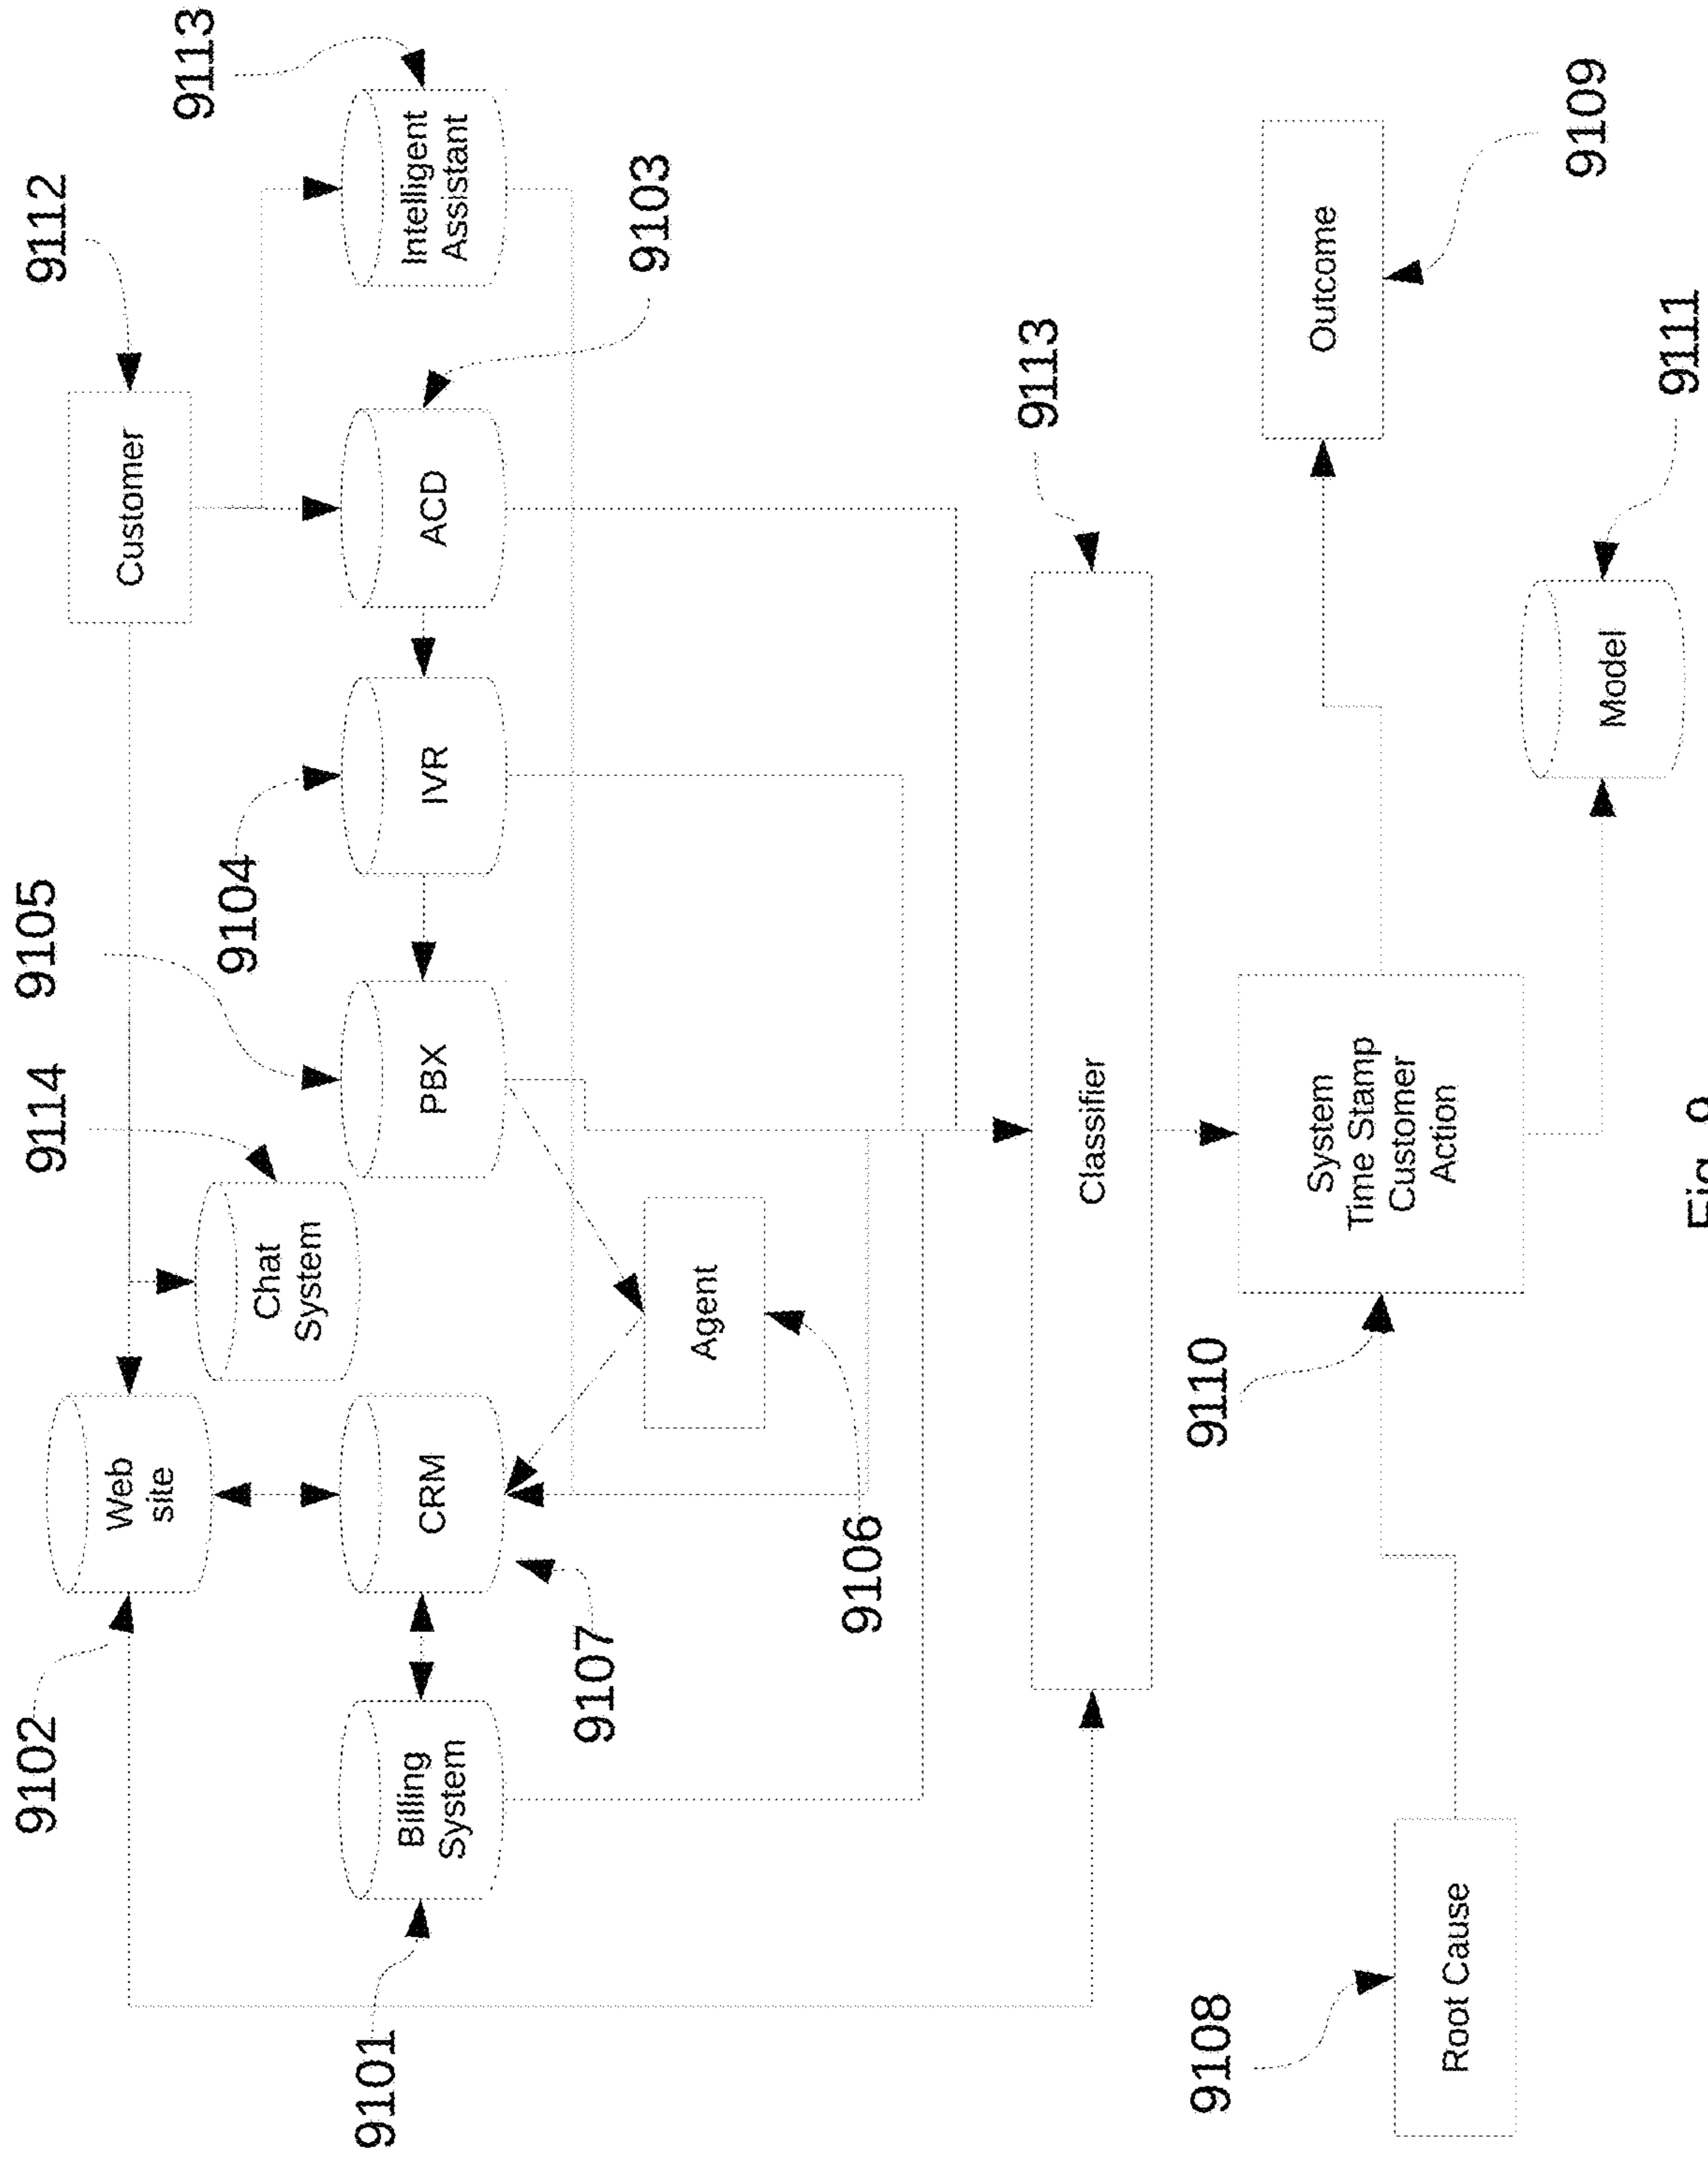 9102
9114
9105
9112
9113
Web
site
Chat
System
Customer
9104
9101
Billing
System
CRM
PBX
IVR
ACD
Intelligent
Assistant
9107
9103
Agent
9106
9113
Classifier
9108
9110
Root Cause
System
Time Stamp
Customer
Action
Outcome
9109
Model
9111
Fig. 9